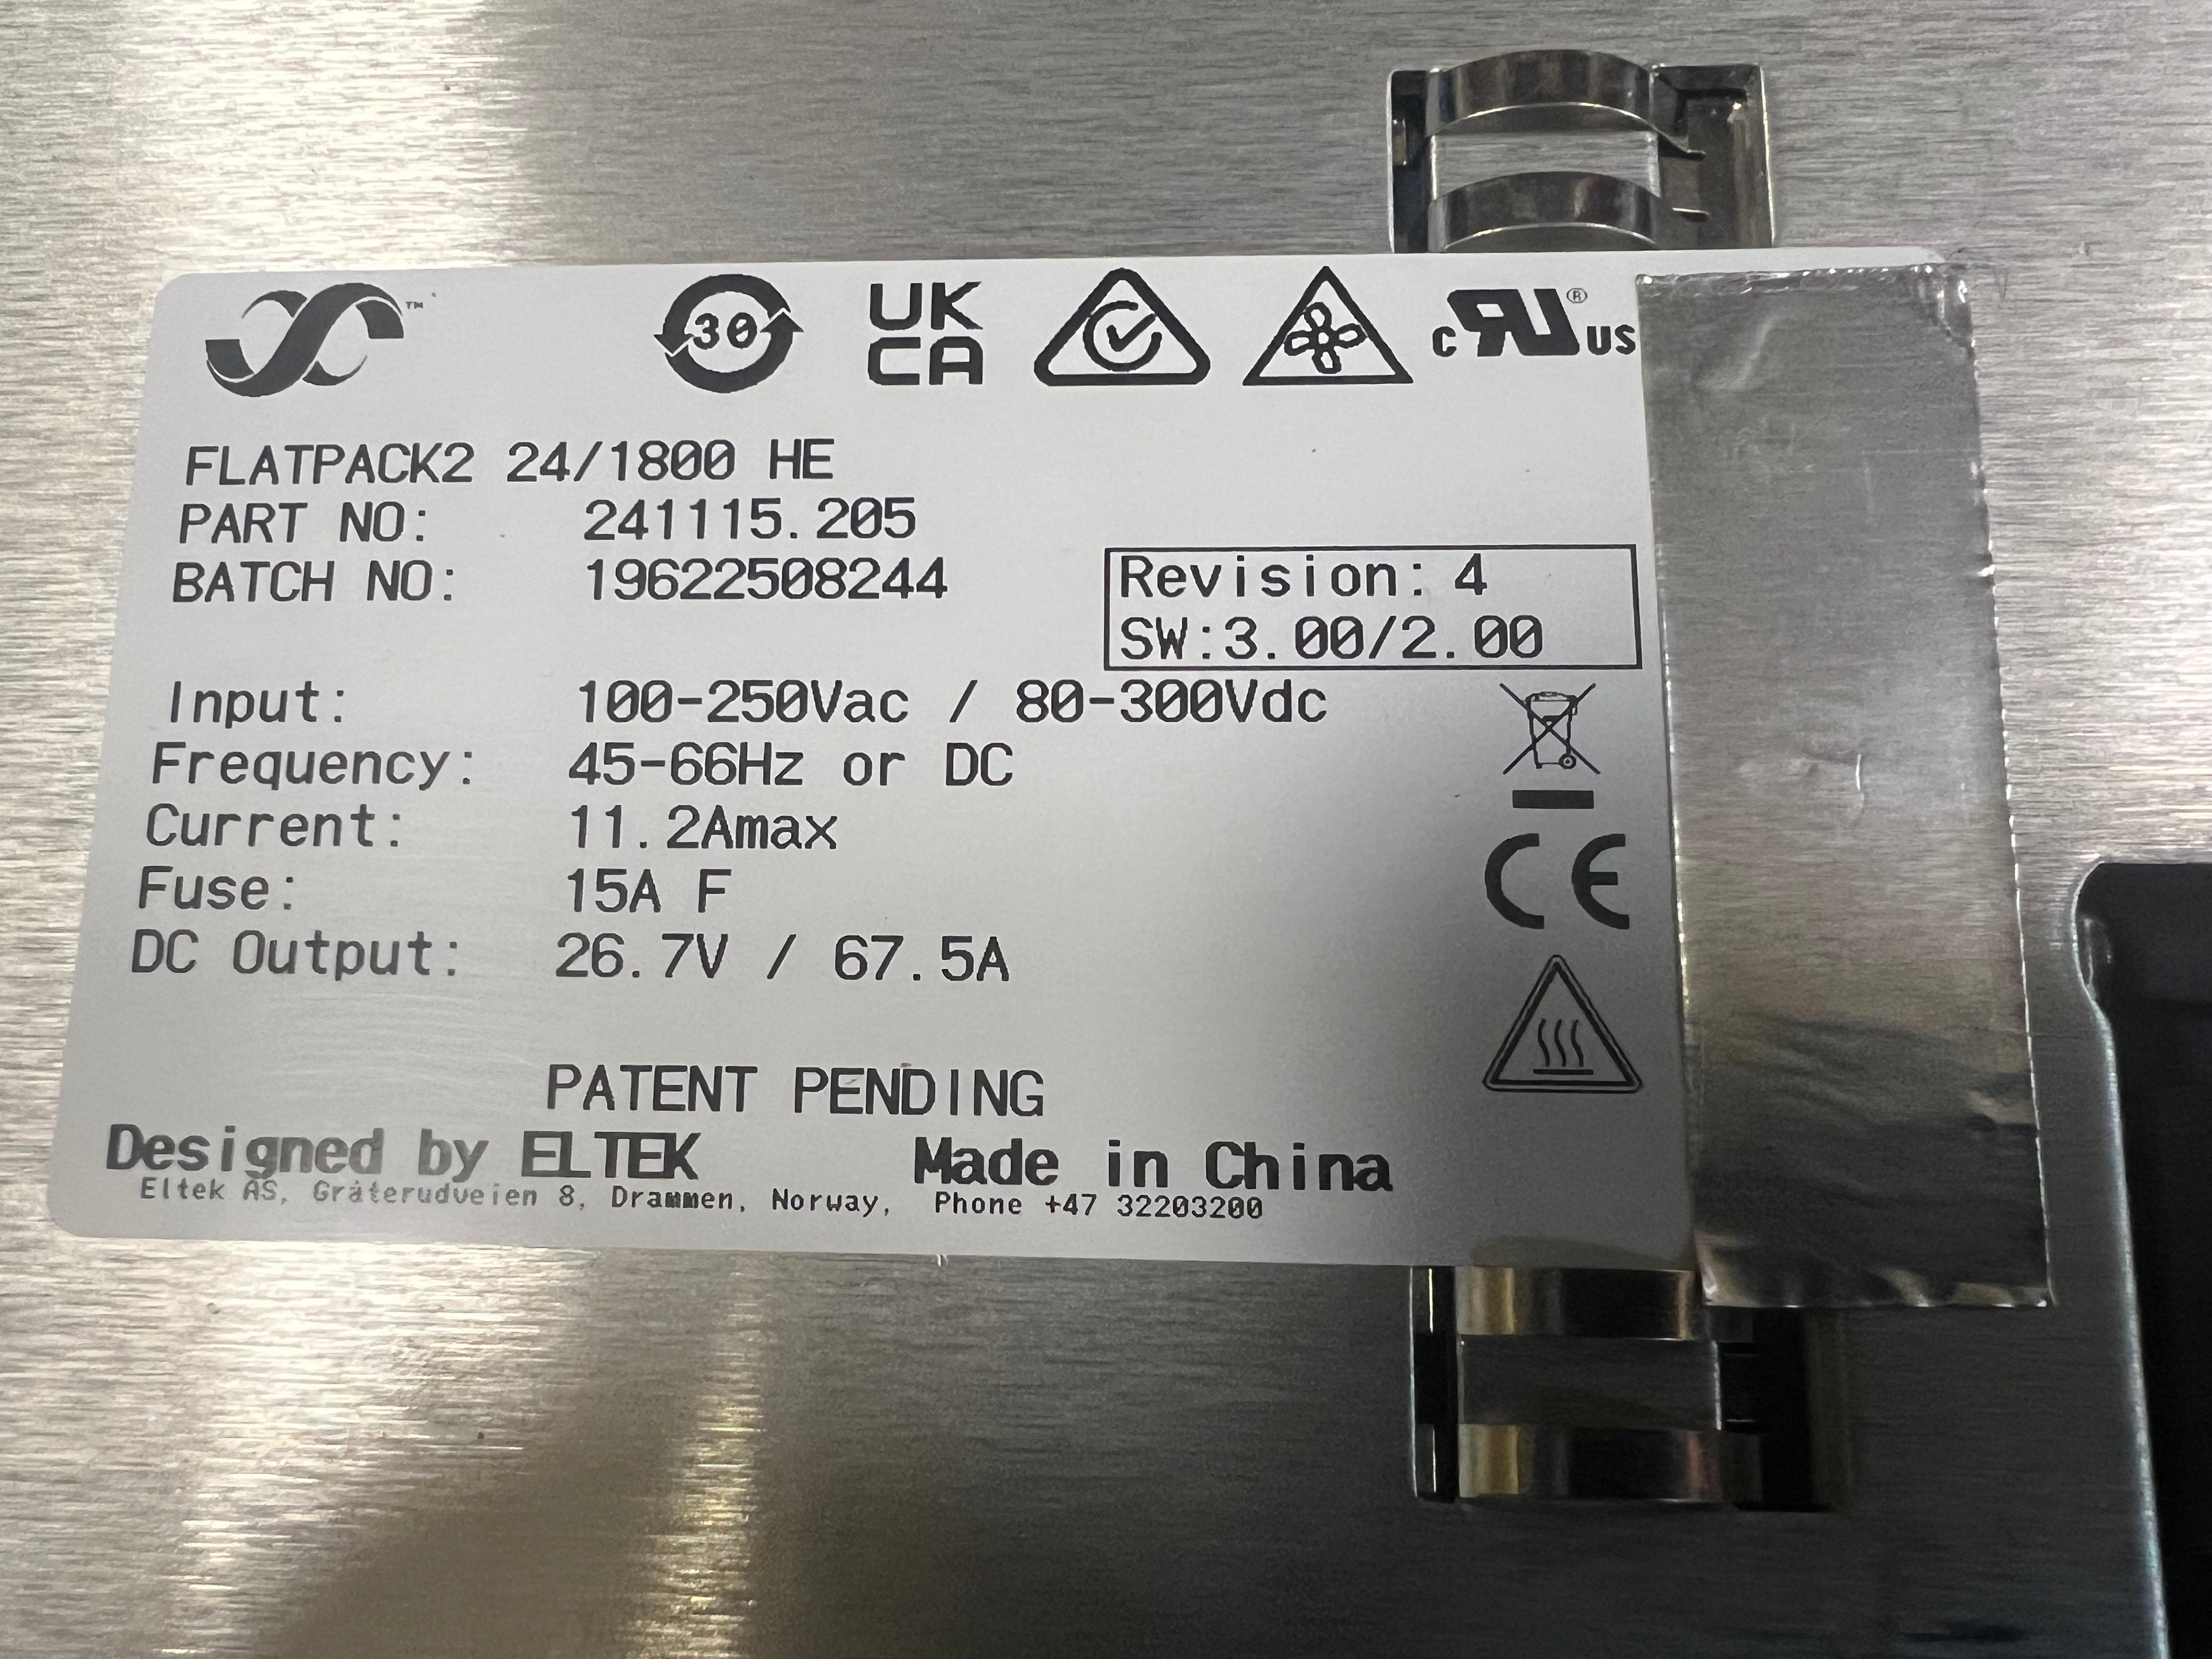 ™
30
UK
CA
c RU ® US
FLATPACK2 24/1800 HE
PART NO: 241115.205
BATCH NO: 19622508244
Revision: 4
SW:3.00/2.00
Input: 100-250Vac / 80-300Vdc
Frequency: 45-66Hz or DC
Current: 11.2Amax
Fuse: 15A F
DC Output: 26.7V / 67.5A
CE
PATENT PENDING
Designed by ELTEK Made in China
Eltek AS, Gråterudveien 8, Drammen, Norway, Phone +47 32203200